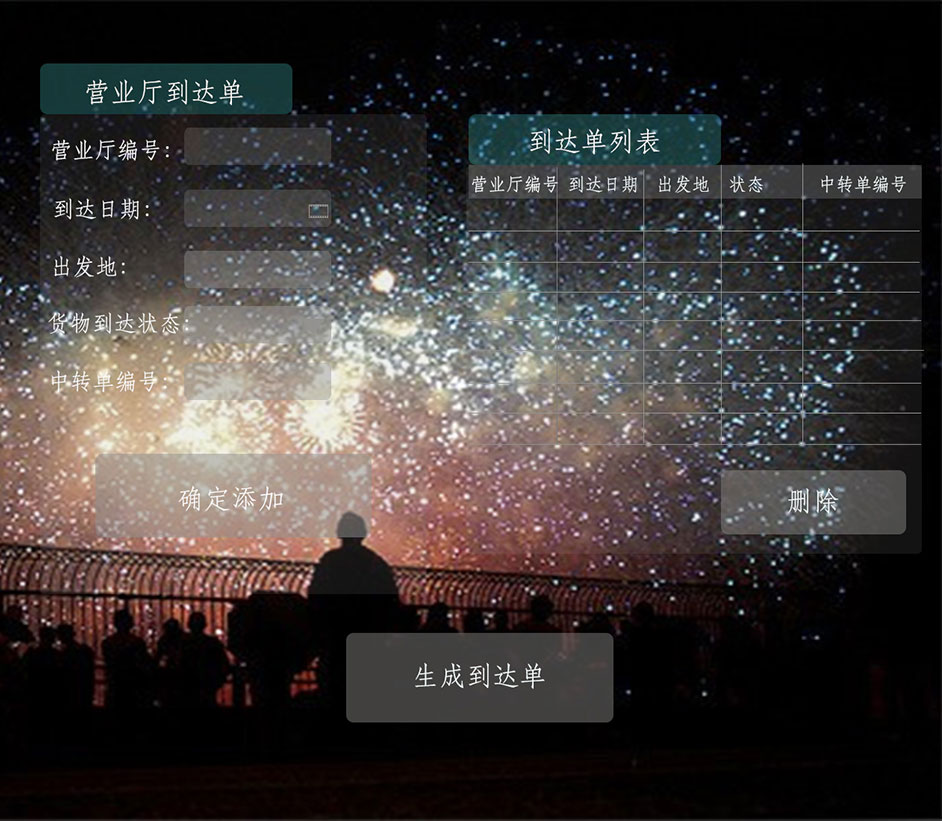 营业厅到达单
营业厅编号：
到达日期：
出发地：
货物到达状态：
中转单编号：
确定添加
到达单列表
营业厅编号 到达日期 出发地 状态 中转单编号
删除
生成到达单